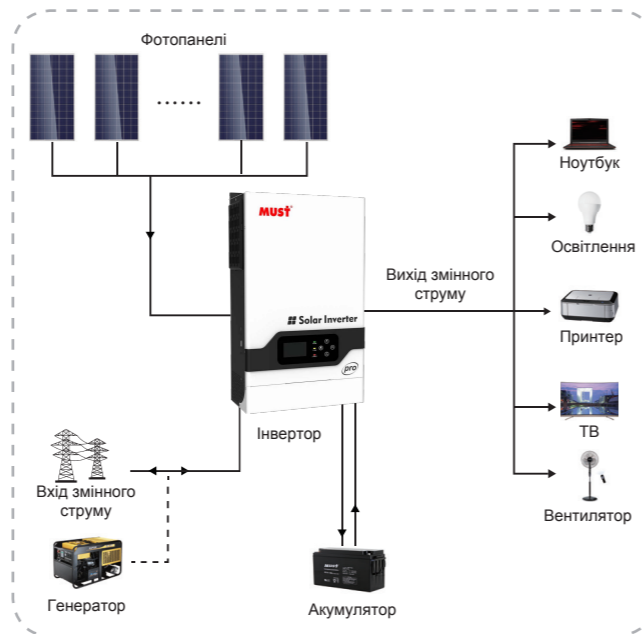 Фотопанелі
MUST
Solar Inverter
pro
Вихід змінного
струму
Ноутбук
Освітлення
Принтер
ТВ
Вентилятор
Інвертор
Вхід змінного
струму
Генератор
MUST
Акумулятор